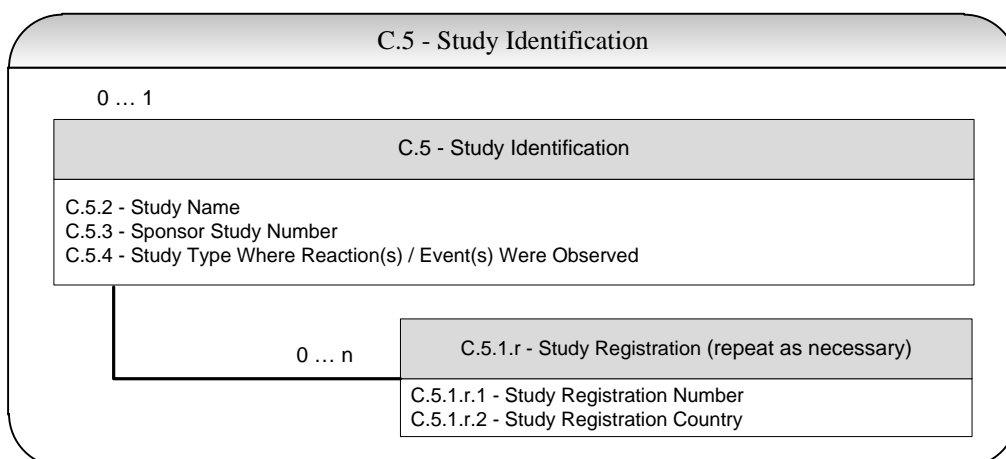 C.5 - Study Identification
0 … 1
C.5 - Study Identification
C.5.2 - Study Name
C.5.3 - Sponsor Study Number
C.5.4 - Study Type Where Reaction(s) / Event(s) Were Observed
0 … n
C.5.1.r - Study Registration (repeat as necessary)
C.5.1.r.1 - Study Registration Number
C.5.1.r.2 - Study Registration Country